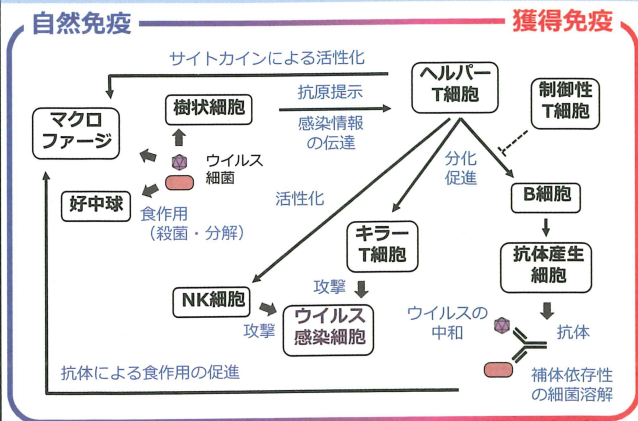 自然免疫
獲得免疫
サイトカインによる活性化
ヘルパー
T細胞
制御性
T細胞
抗原提示
樹状細胞
感染情報
の伝達
マクロ
ファージ
ウイルス
細菌
分化
促進
好中球
食作用
（殺菌・分解）
活性化
B細胞
キラー
T細胞
抗体産生
細胞
攻撃
NK細胞
攻撃
ウイルス
感染細胞
ウイルスの
中和
抗体
抗体による食作用の促進
補体依存性
の細菌溶解